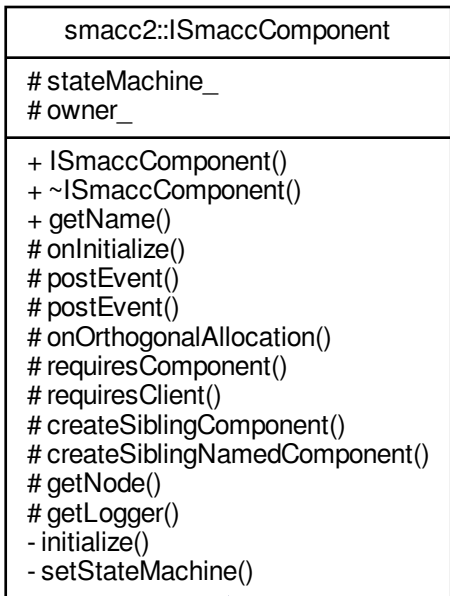 smacc2::ISmaccComponent
# stateMachine_
# owner_
+ ISmaccComponent()
+ ~ISmaccComponent()
+ getName()
# onInitialize()
# postEvent()
# postEvent()
# onOrthogonalAllocation()
# requiresComponent()
# requiresClient()
# createSiblingComponent()
# createSiblingNamedComponent()
# getNode()
# getLogger()
- initialize()
- setStateMachine()